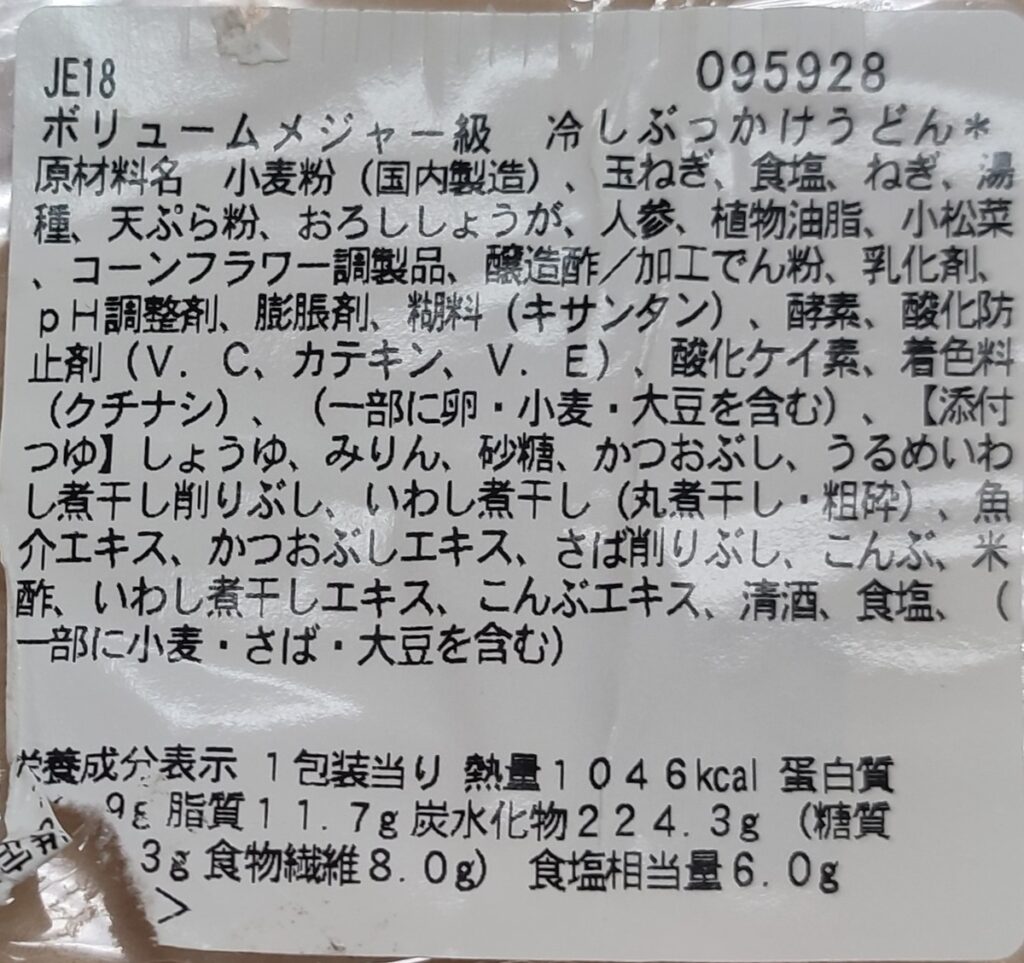 JE18 095928
ボリュームメジャー級 冷しぶっかけうどん*
原材料名 小麦粉(国内製造)、玉ねぎ、食塩、ねぎ、湯
種、天ぷら粉、おろししょうが、人参、植物油脂、小松菜
、コーンフラワー調製品、醸造酢/加工でん粉、乳化剤、
pH調整剤、膨脹剤、糊料(キサンタン)、酵素、酸化防
止剤(V.C、カテキン、V.E)、酸化ケイ素、着色料
(クチナシ)、(一部に卵・小麦・大豆を含む)、【添付
つゆ】しょうゆ、みりん、砂糖、かつおぶし、うるめいわ
し煮干し削りぶし、いわし煮干し(丸煮干し・粗砕)、魚
介エキス、かつおぶしエキス、さば削りぶし、こんぶ、米
酢、いわし煮干しエキス、こんぶエキス、清酒、食塩、(
一部に小麦・さば・大豆を含む)
養成分表示 1包装当り 熱量1046kcal 蛋白質
9g 脂質11.7g 炭水化物224.3g (糖質
3g 食物繊維8.0g) 食塩相当量6.0g
>